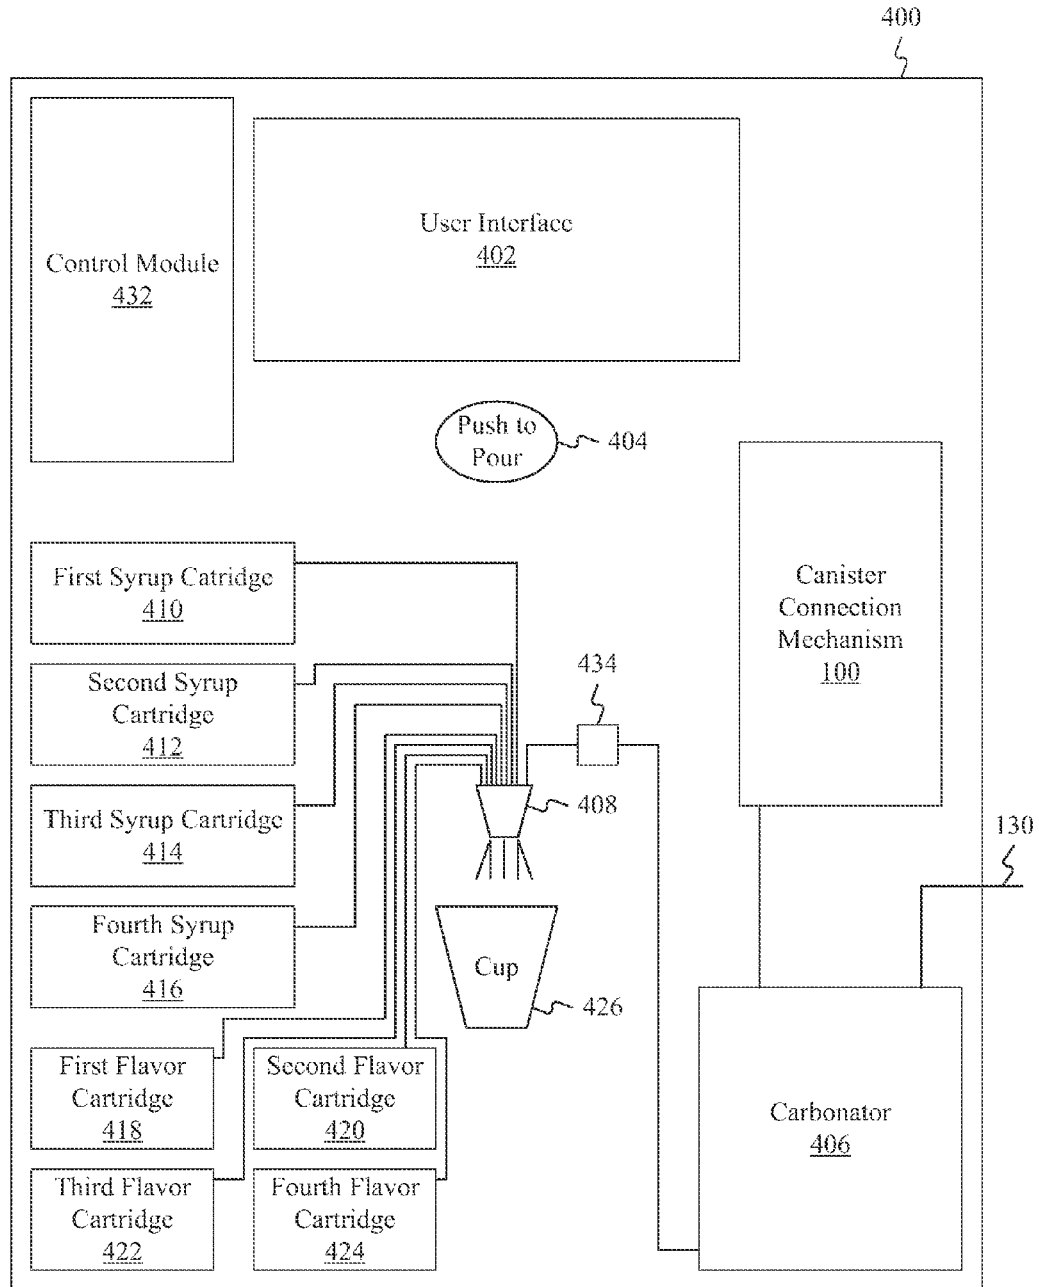 400
User Interface
402
Control Module
432
Push to
Pour
404
First Syrup Catridge
410
Canister
Connection
Mechanism
100
Second Syrup
Cartridge
412
434
Third Syrup Cartridge
414
408
130
Fourth Syrup
Cartridge
416
Cup
426
First Flavor
Cartridge
418
Second Flavor
Cartridge
420
Carbonator
406
Third Flavor
Cartridge
422
Fourth Flavor
Cartridge
424